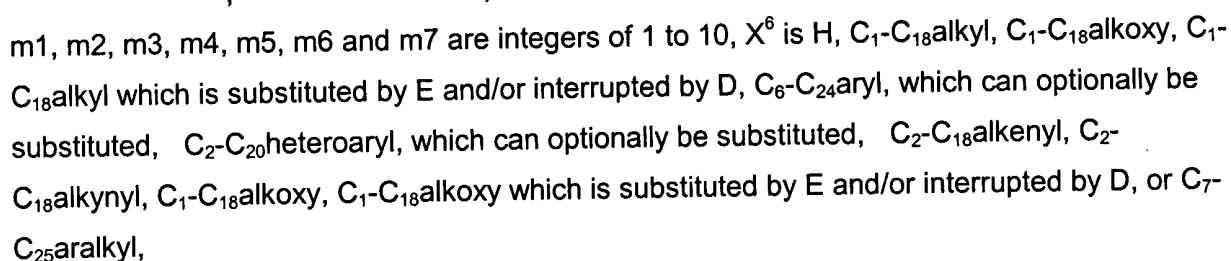 m1, m2, m3, m4, m5, m6 and m7 are integers of 1 to 10, X⁶ is H, C₁-C₁₈alkyl, C₁-C₁₈alkoxy, C₁-
C₁₈alkyl which is substituted by E and/or interrupted by D, C₆-C₂₄aryl, which can optionally be
substituted, C₂-C₂₀heteroaryl, which can optionally be substituted, C₂-C₁₈alkenyl, C₂-
C₁₈alkynyl, C₁-C₁₈alkoxy, C₁-C₁₈alkoxy which is substituted by E and/or interrupted by D, or C₇-
C₂₅aralkyl,